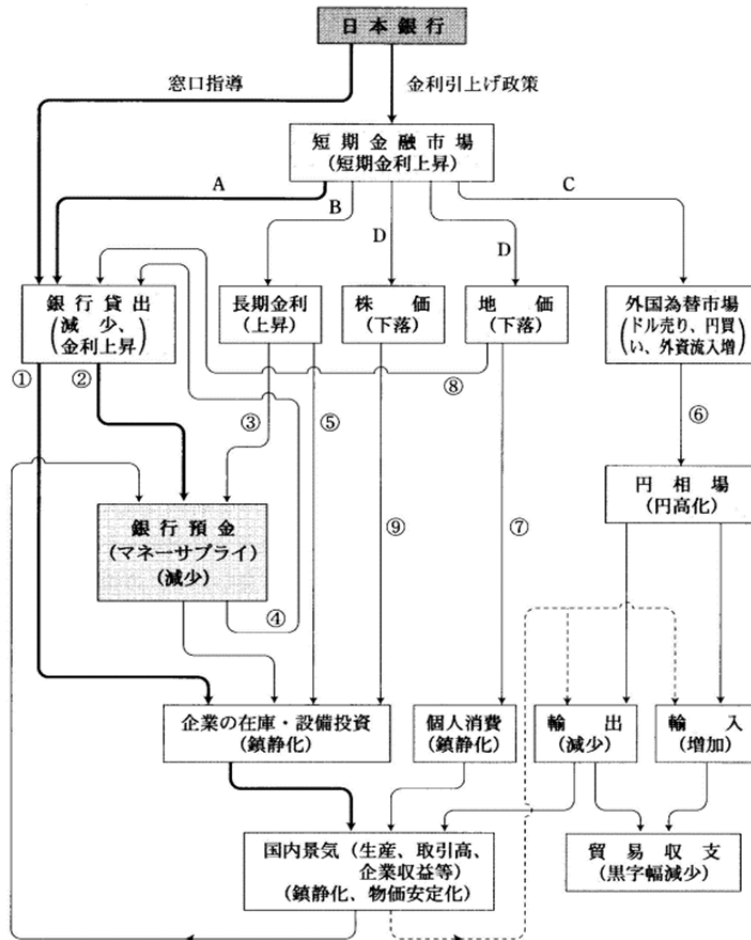 日本銀行
窓口指導
金利引上げ政策
短期金融市場
(短期金利上昇)
A
B
C
D
D
銀行貸出
(減少、
金利上昇)
長期金利
(上昇)
株価
(下落)
地価
(下落)
外国為替市場
(ドル売り、円買
い、外資流入増)
①
②
③
⑤
⑧
⑥
円相場
(円高化)
銀行預金
(マネーサプライ)
(減少)
⑨
⑦
④
企業の在庫・設備投資
(鎮静化)
個人消費
(鎮静化)
輸出
(減少)
輸入
(増加)
国内景気(生産、取引高、
企業収益等)
(鎮静化、物価安定化)
貿易収支
(黒字幅減少)